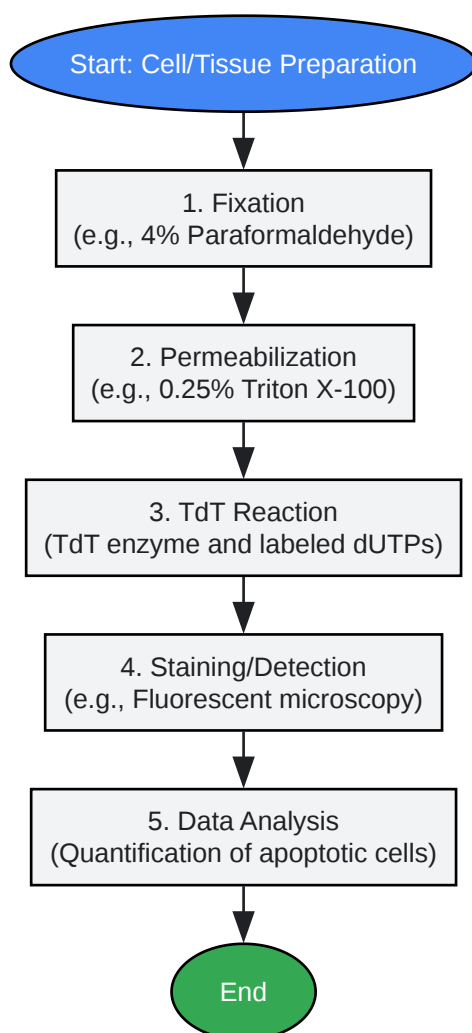 Start: Cell/Tissue Preparation
1. Fixation
(e.g., 4% Paraformaldehyde)
2. Permeabilization
(e.g., 0.25% Triton X-100)
3. TdT Reaction
(TdT enzyme and labeled dUTPs)
4. Staining/Detection
(e.g., Fluorescent microscopy)
5. Data Analysis
(Quantification of apoptotic cells)
End